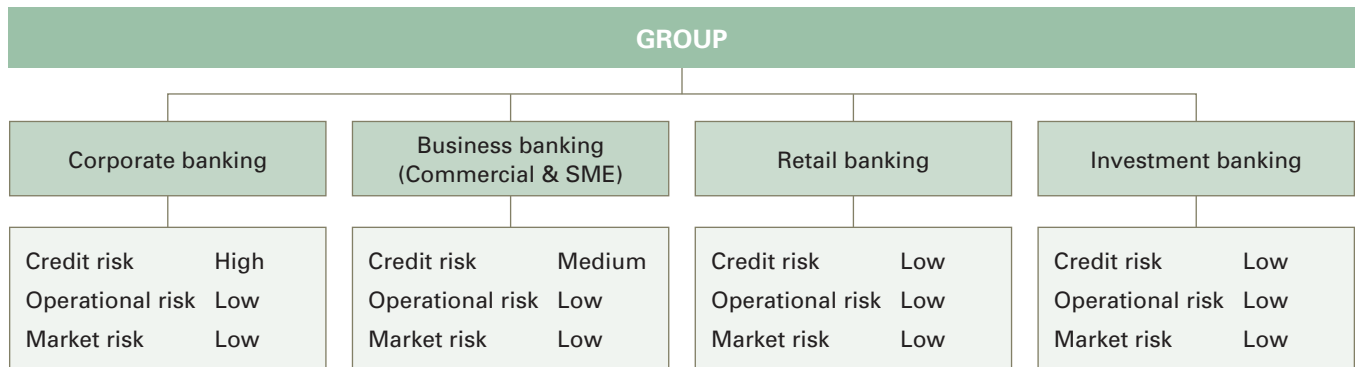 GROUP
Corporate banking
Business banking
(Commercial & SME)
Retail banking
Investment banking
Credit risk High
Operational risk Low
Market risk Low
Credit risk Medium
Operational risk Low
Market risk Low
Credit risk Low
Operational risk Low
Market risk Low
Credit risk Low
Operational risk Low
Market risk Low